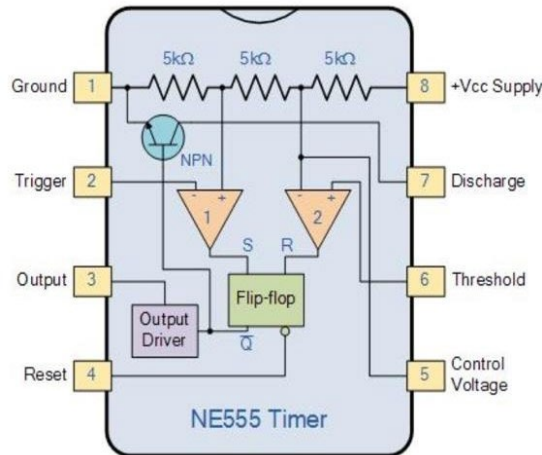 5kΩ 5kΩ 5kΩ
Ground 1 8 +Vcc Supply
NPN
Trigger 2 - + - + 7 Discharge
1 2
S R
Output 3 Flip-flop 6 Threshold
Output
Driver
Q̅
Reset 4 5 Control
Voltage
NE555 Timer